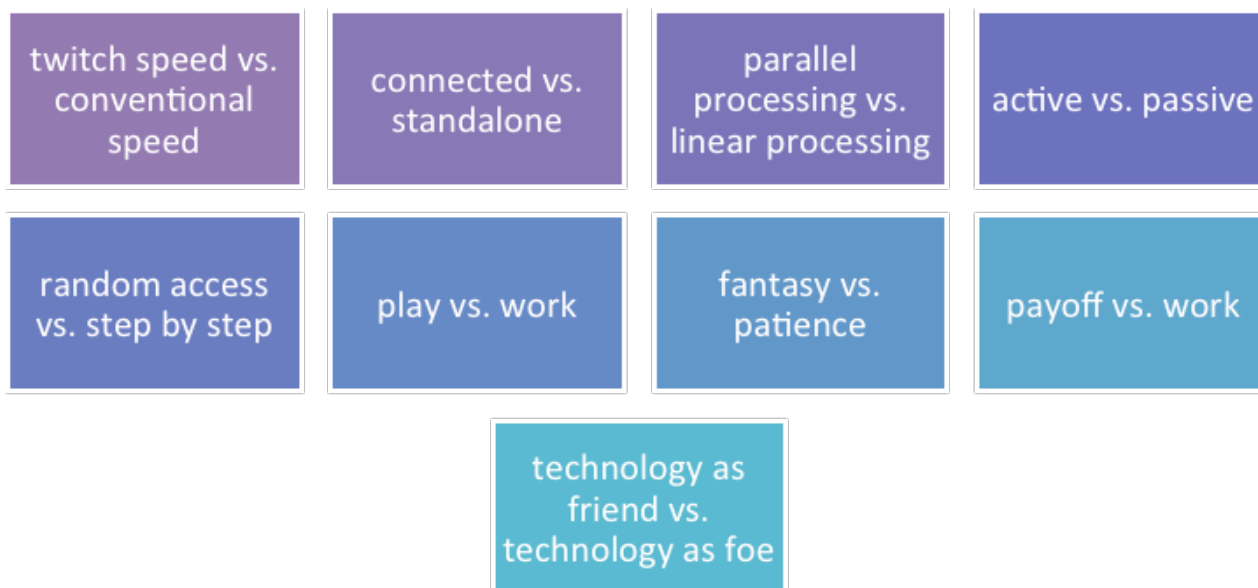 twitch speed vs.
conventional
speed
connected vs.
standalone
parallel
processing vs.
linear processing
active vs. passive
random access
vs. step by step
play vs. work
fantasy vs.
patience
payoff vs. work
technology as
friend vs.
technology as foe